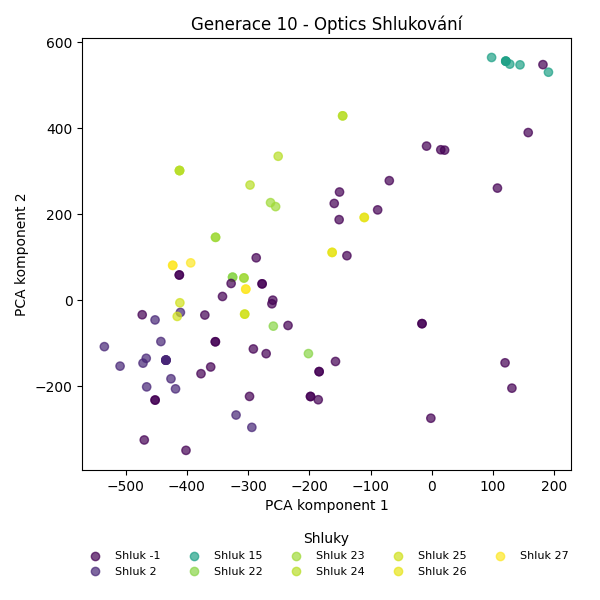 Generace 10 - Optics Shlukování
600
400
200
0
−200
PCA komponent 2
−500 −400 −300 −200 −100 0 100 200
PCA komponent 1
Shluky
Shluk -1 Shluk 15 Shluk 23 Shluk 25 Shluk 27
Shluk 2 Shluk 22 Shluk 24 Shluk 26